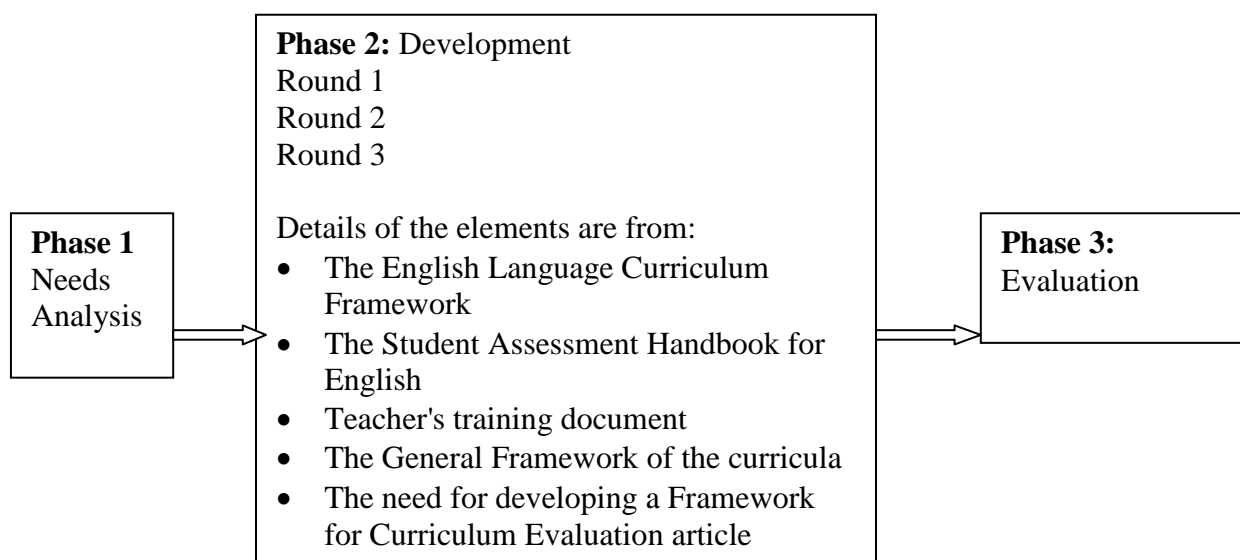 Phase 1
Needs
Analysis
Phase 2: Development
Round 1
Round 2
Round 3
Details of the elements are from:
• The English Language Curriculum
Framework
• The Student Assessment Handbook for
English
• Teacher's training document
• The General Framework of the curricula
• The need for developing a Framework
for Curriculum Evaluation article
Phase 3:
Evaluation